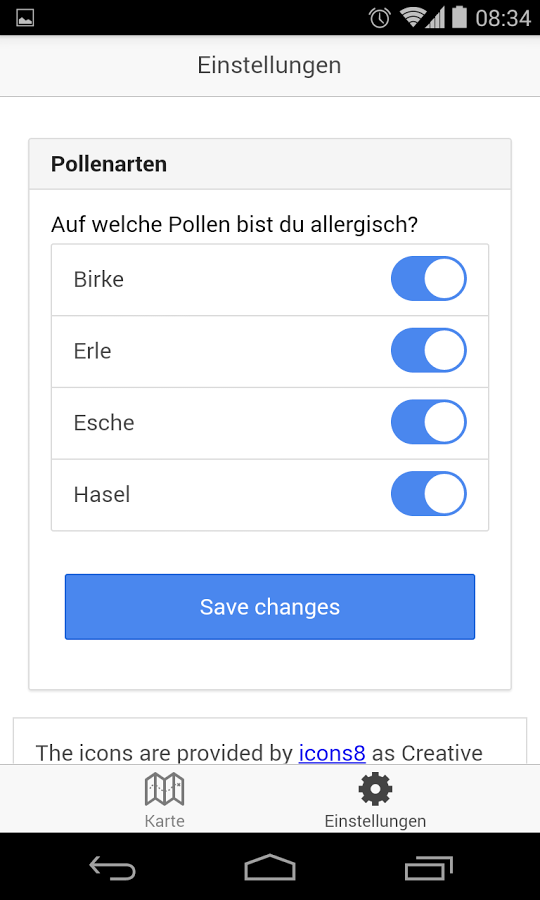 08:34
Einstellungen
Pollenarten
Auf welche Pollen bist du allergisch?
Birke
Erle
Esche
Hasel
Save changes
The icons are provided by icons8 as Creative
Karte
Einstellungen